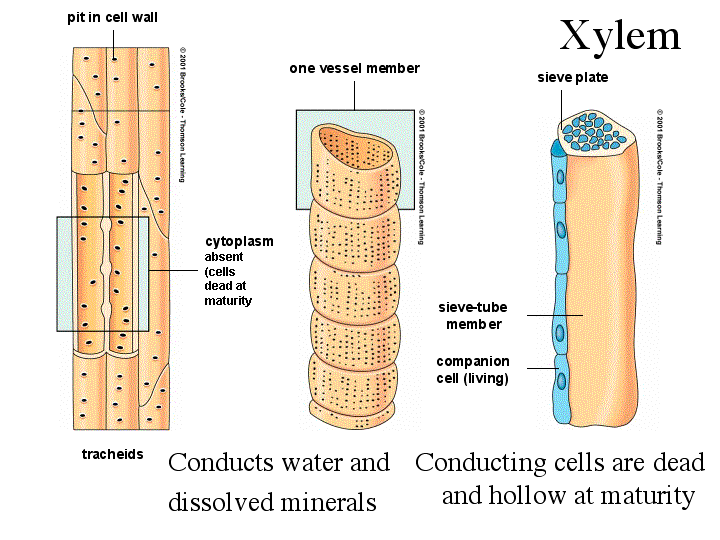 Xylem
pit in cell wall
one vessel member
sieve plate
© 2001 Brooks/Cole - Thomson Learning
© 2001 Brooks/Cole - Thomson Learning
© 2001 Brooks/Cole - Thomson Learning
cytoplasm
absent
(cells
dead at
maturity
sieve-tube
member
companion
cell (living)
tracheids
Conducts water and
dissolved minerals
Conducting cells are dead
and hollow at maturity